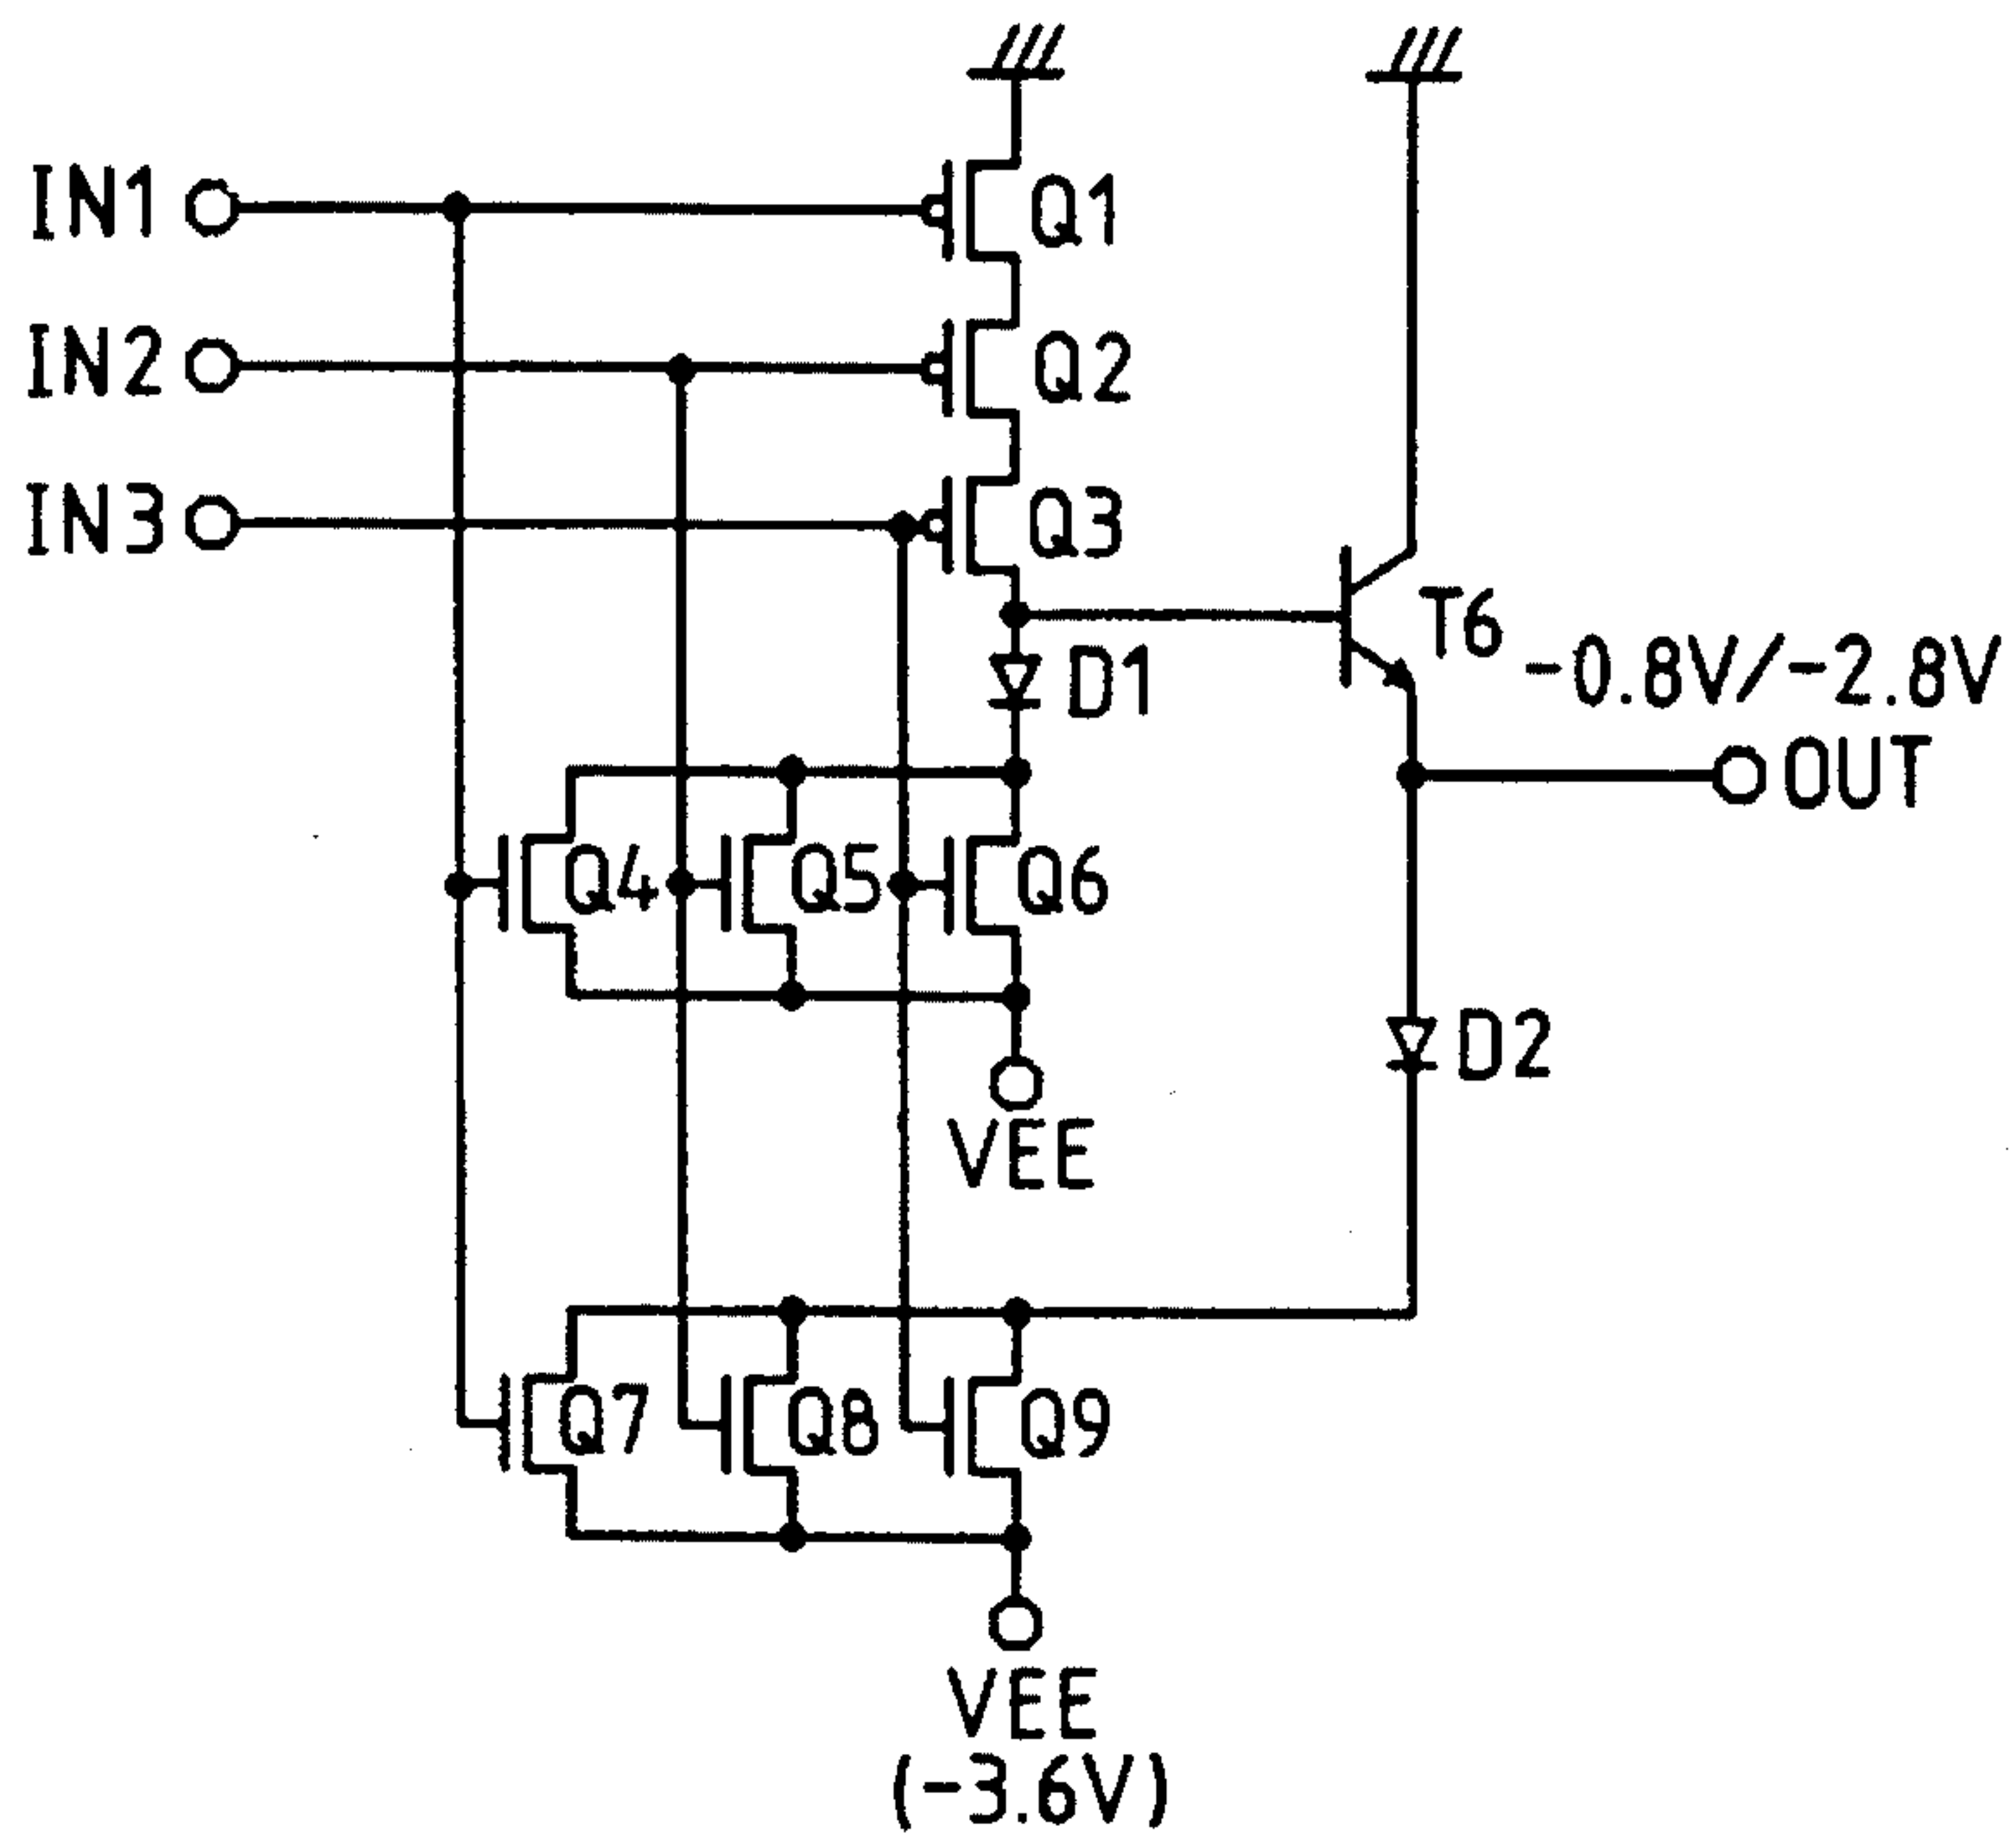 IN1
Q1
IN2
Q2
IN3
Q3
T6
-0.8V/-2.8V
D1
OUT
Q4
Q5
Q6
D2
VEE
Q7
Q8
Q9
VEE
(-3.6V)